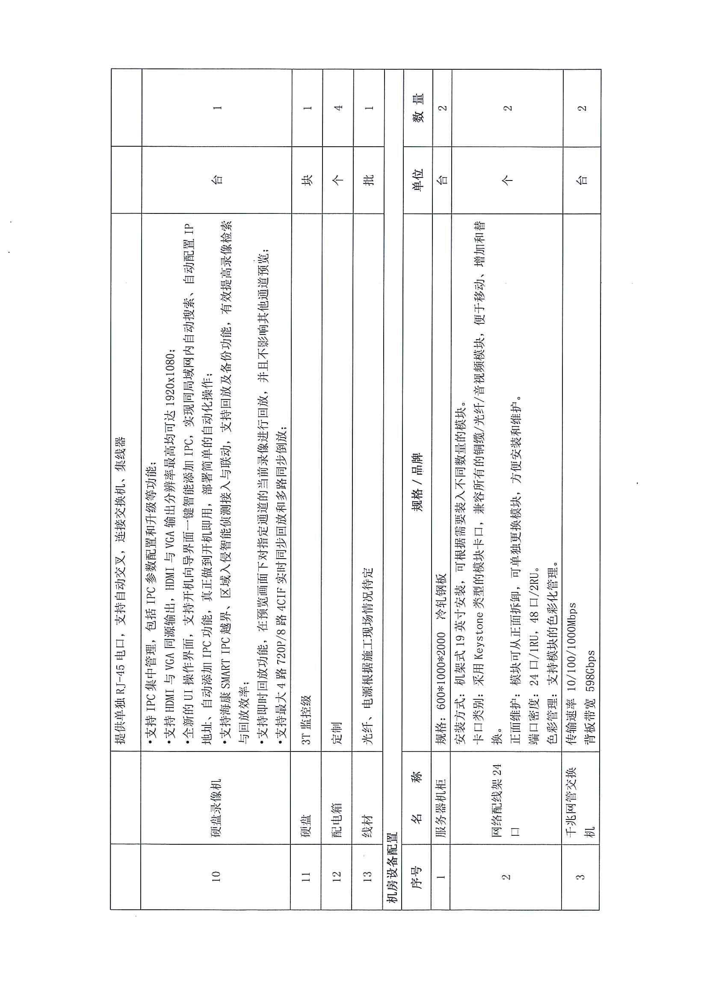 提供单独 RJ-45 电口，支持自动交叉，连接交换机、集线器
10
硬盘录像机
•支持 IPC 集中管理，包括 IPC 参数配置和升级等功能；
•支持 HDMI 与 VGA 同源输出，HDMI 与 VGA 输出分辨率最高均可达 1920x1080；
•全新的 UI 操作界面，支持开机向导界面一键智能添加 IPC，实现同局域网内自动搜索、自动配置 IP
地址、自动添加 IPC 功能，真正做到开机即用，部署简单的自动化操作；
•支持海康 SMART IPC 越界、区域入侵智能侦测接入与联动，支持回放及备份功能，有效提高录像检索
与回放效率；
•支持即时回放功能，在预览画面下对指定通道的当前录像进行回放，并且不影响其他通道预览；
•支持最大 4 路 720P/8 路 4CIF 实时同步回放和多路同步倒放；
台
1
11
硬盘
3T 监控级
块
1
12
配电箱
定制
个
4
13
线材
光纤、电源根据施工现场情况待定
批
1
机房设备配置
序号
名 称
规格 / 品牌
单位
数 量
1
服务器机柜
规格：600*1000*2000 冷轧钢板
台
2
2
网络配线架 24
口
安装方式：机架式 19 英寸安装，可根据需要装入不同数量的模块。
卡口类别：采用 Keystone 类型的模块卡口，兼容所有的铜缆/光纤/音视频模块，便于移动、增加和替
换。
正面维护：模块可从正面拆卸，可单独更换模块，方便安装和维护。
端口密度：24 口/1RU，48 口/2RU。
色彩管理：支持模块的色彩化管理。
个
2
3
千兆网管交换
机
传输速率 10/100/1000Mbps
背板带宽 598Gbps
台
2